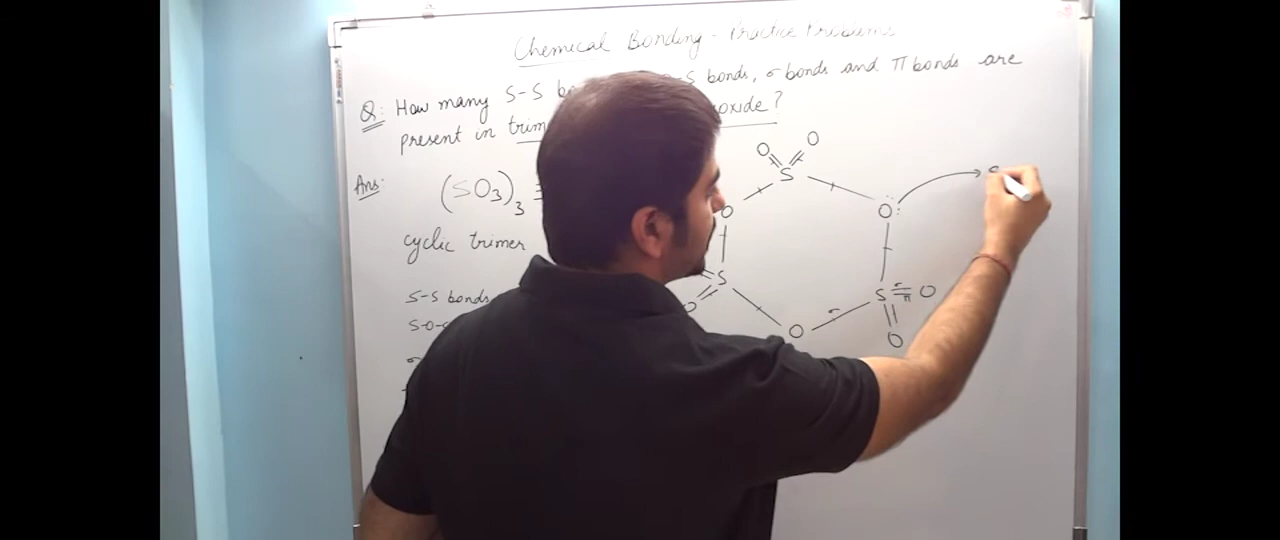 Chemical Bonding - Practice Problems
Q: How many S-S bonds, σ bonds and π bonds are
present in trim oxide?
Ans: (SO3)3 ≡
cyclic trimer
S-S bonds
S-O-S
O O
S
O O:
S σ π O
O σ
O O